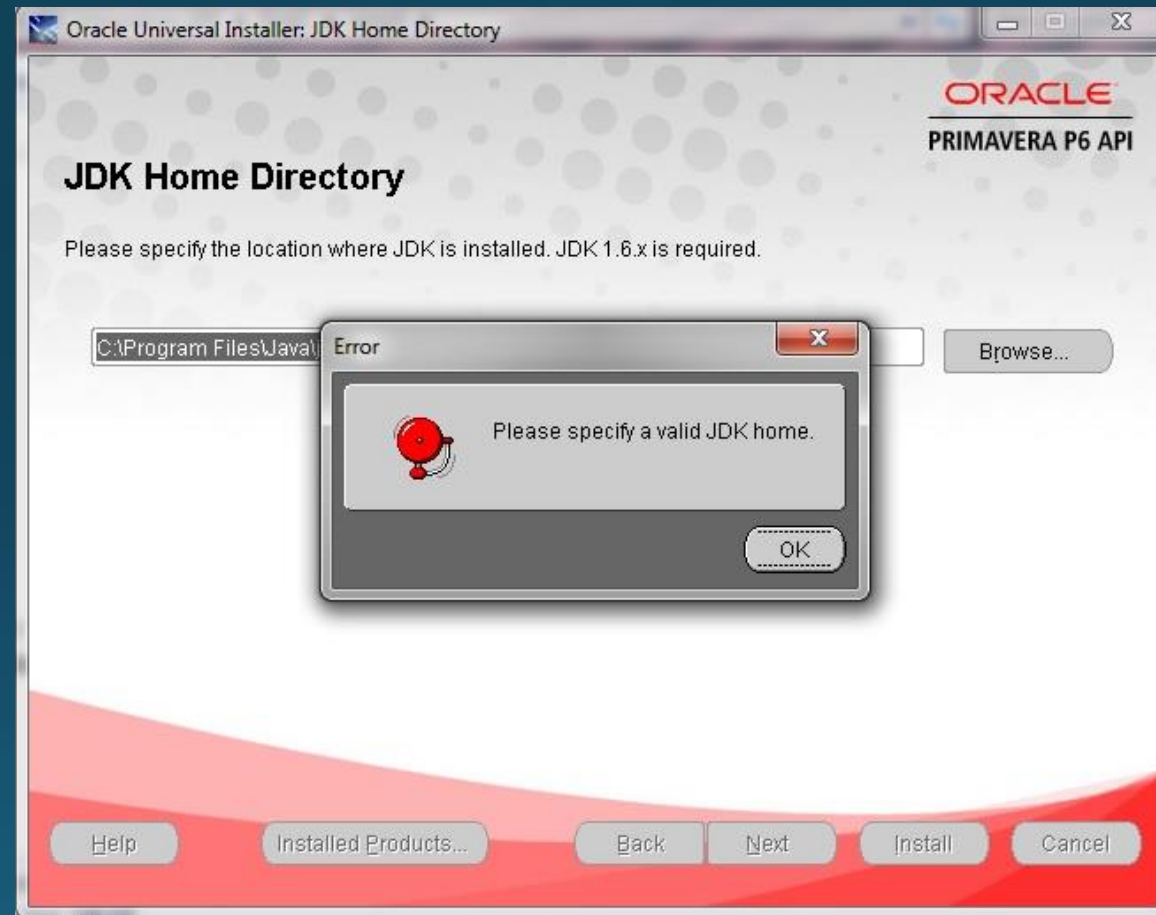 Oracle Universal Installer: JDK Home Directory
ORACLE
PRIMAVERA P6 API
JDK Home Directory
Please specify the location where JDK is installed. JDK 1.6.x is required.
C:\Program Files\Java\
Browse...
Error
Please specify a valid JDK home.
OK
Help
Installed Products...
Back
Next
Install
Cancel